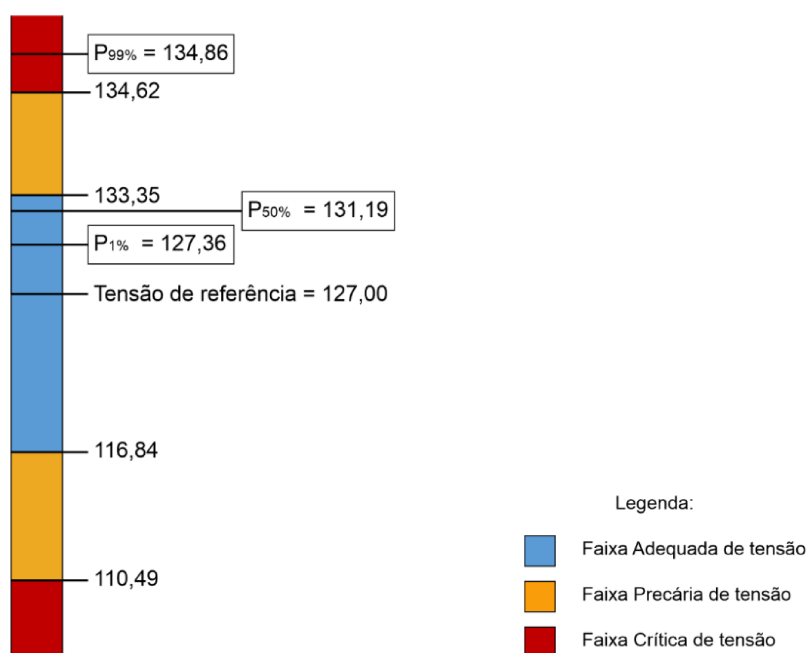 P99% = 134,86
134,62
133,35
P50% = 131,19
P1% = 127,36
Tensão de referência = 127,00
116,84
110,49
Legenda:
Faixa Adequada de tensão
Faixa Precária de tensão
Faixa Crítica de tensão